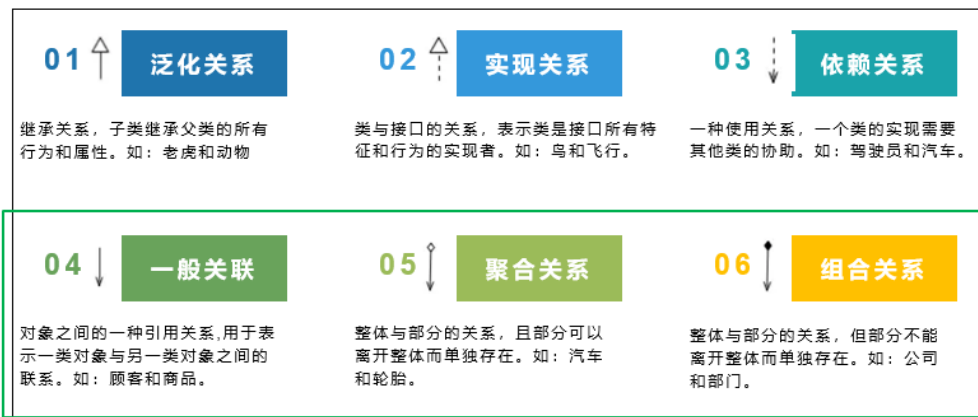 01 泛化关系
继承关系，子类继承父类的所有
行为和属性。如：老虎和动物
02 实现关系
类与接口的关系，表示类是接口所有特
征和行为的实现者。如：鸟和飞行。
03 依赖关系
一种使用关系，一个类的实现需要
其他类的协助。如：驾驶员和汽车。
04 一般关联
对象之间的一种引用关系,用于表
示一类对象与另一类对象之间的
联系。如：顾客和商品。
05 聚合关系
整体与部分的关系，且部分可以
离开整体而单独存在。如：汽车
和轮胎。
06 组合关系
整体与部分的关系，但部分不能
离开整体而单独存在。如：公司
和部门。